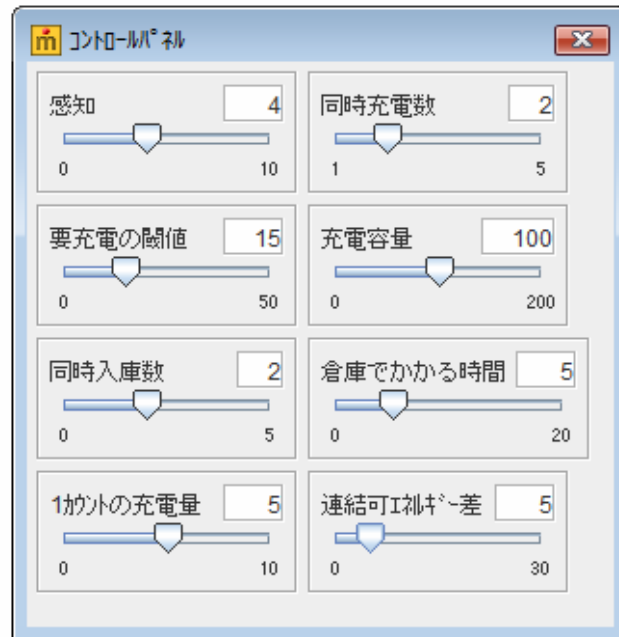 コントロールパネル
感知 4
0 10
同時充電数 2
1 5
要充電の閾値 15
0 50
充電容量 100
0 200
同時入庫数 2
0 5
倉庫でかかる時間 5
0 20
1カウントの充電量 5
0 10
連結可エネルギー差 5
0 30